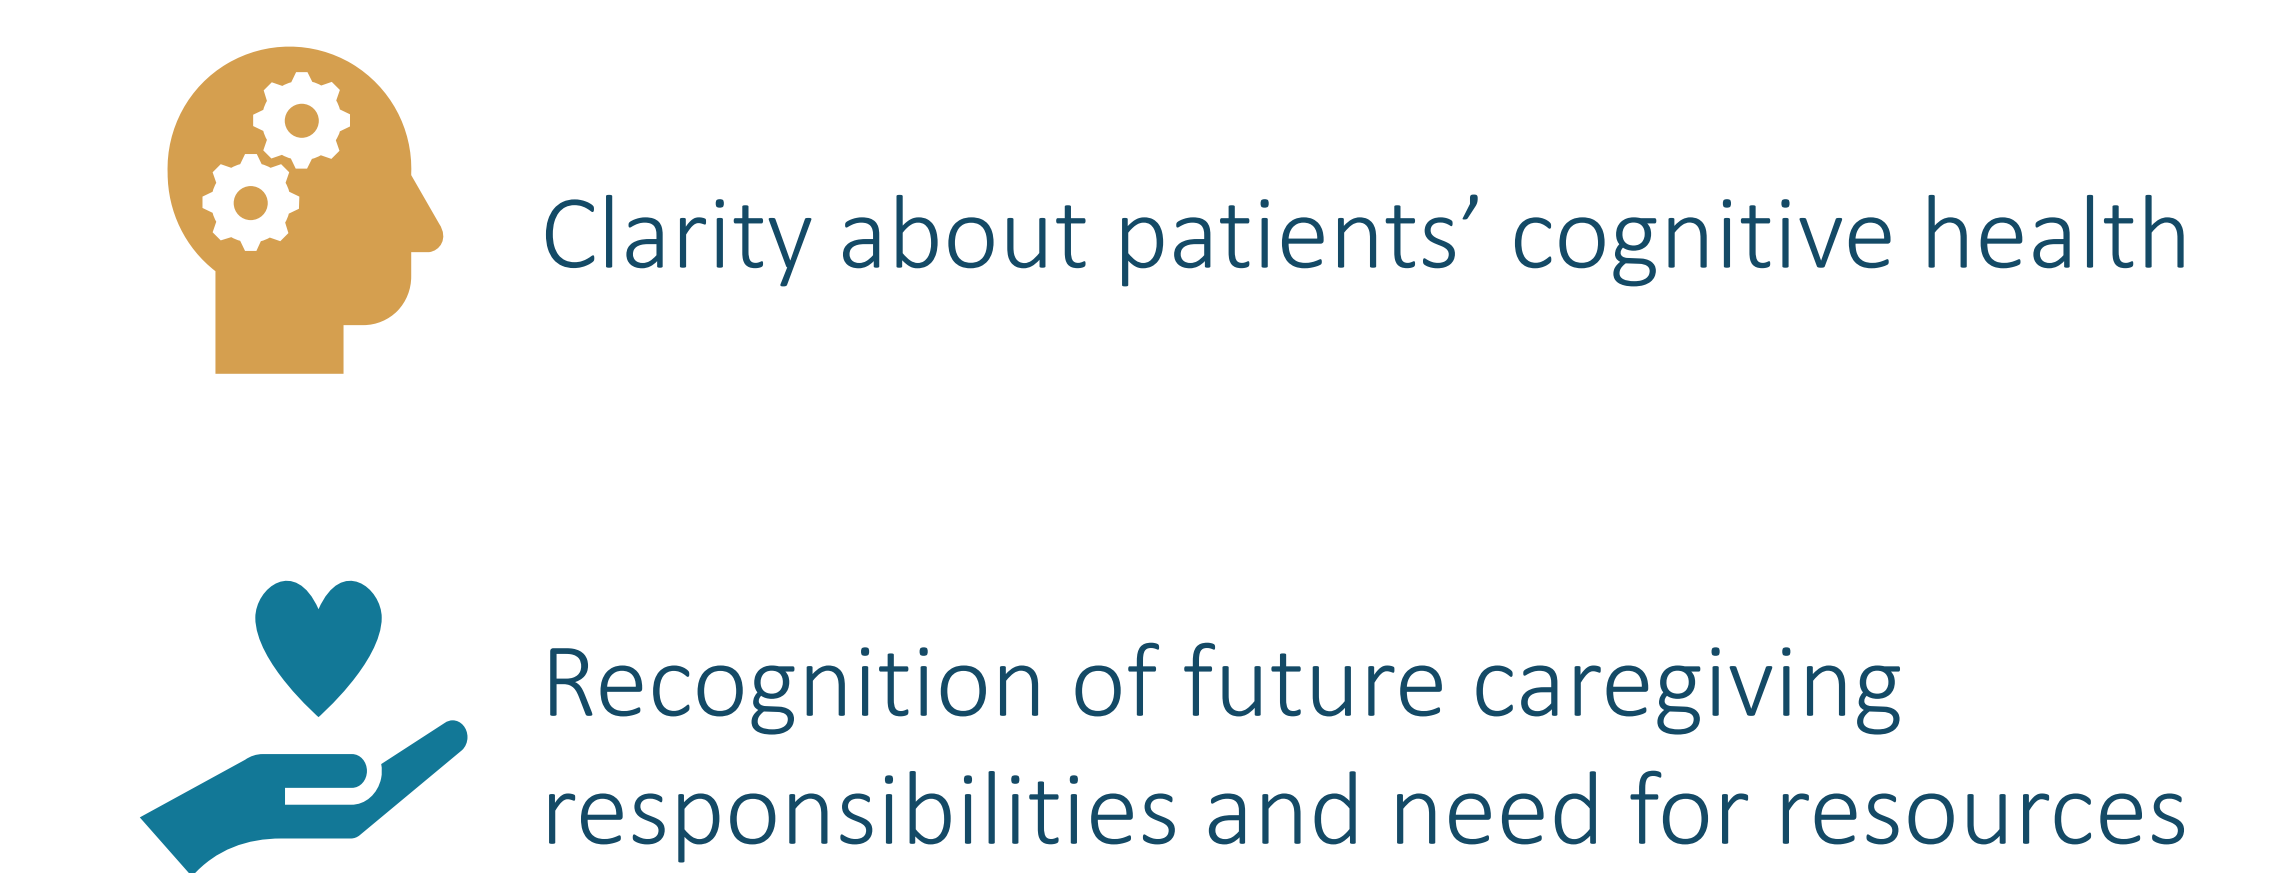 Clarity about patients’ cognitive health
Recognition of future caregiving
responsibilities and need for resources